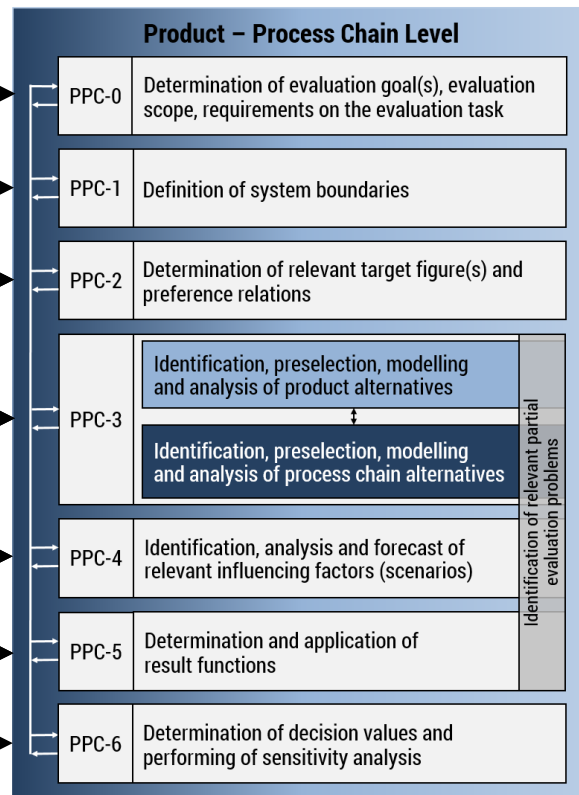 Product – Process Chain Level
PPC-0
Determination of evaluation goal(s), evaluation
scope, requirements on the evaluation task
PPC-1
Definition of system boundaries
PPC-2
Determination of relevant target figure(s) and
preference relations
PPC-3
Identification, preselection, modelling
and analysis of product alternatives
Identification, preselection, modelling
and analysis of process chain alternatives
Identification of relevant partial
evaluation problems
PPC-4
Identification, analysis and forecast of
relevant influencing factors (scenarios)
PPC-5
Determination and application of
result functions
PPC-6
Determination of decision values and
performing of sensitivity analysis